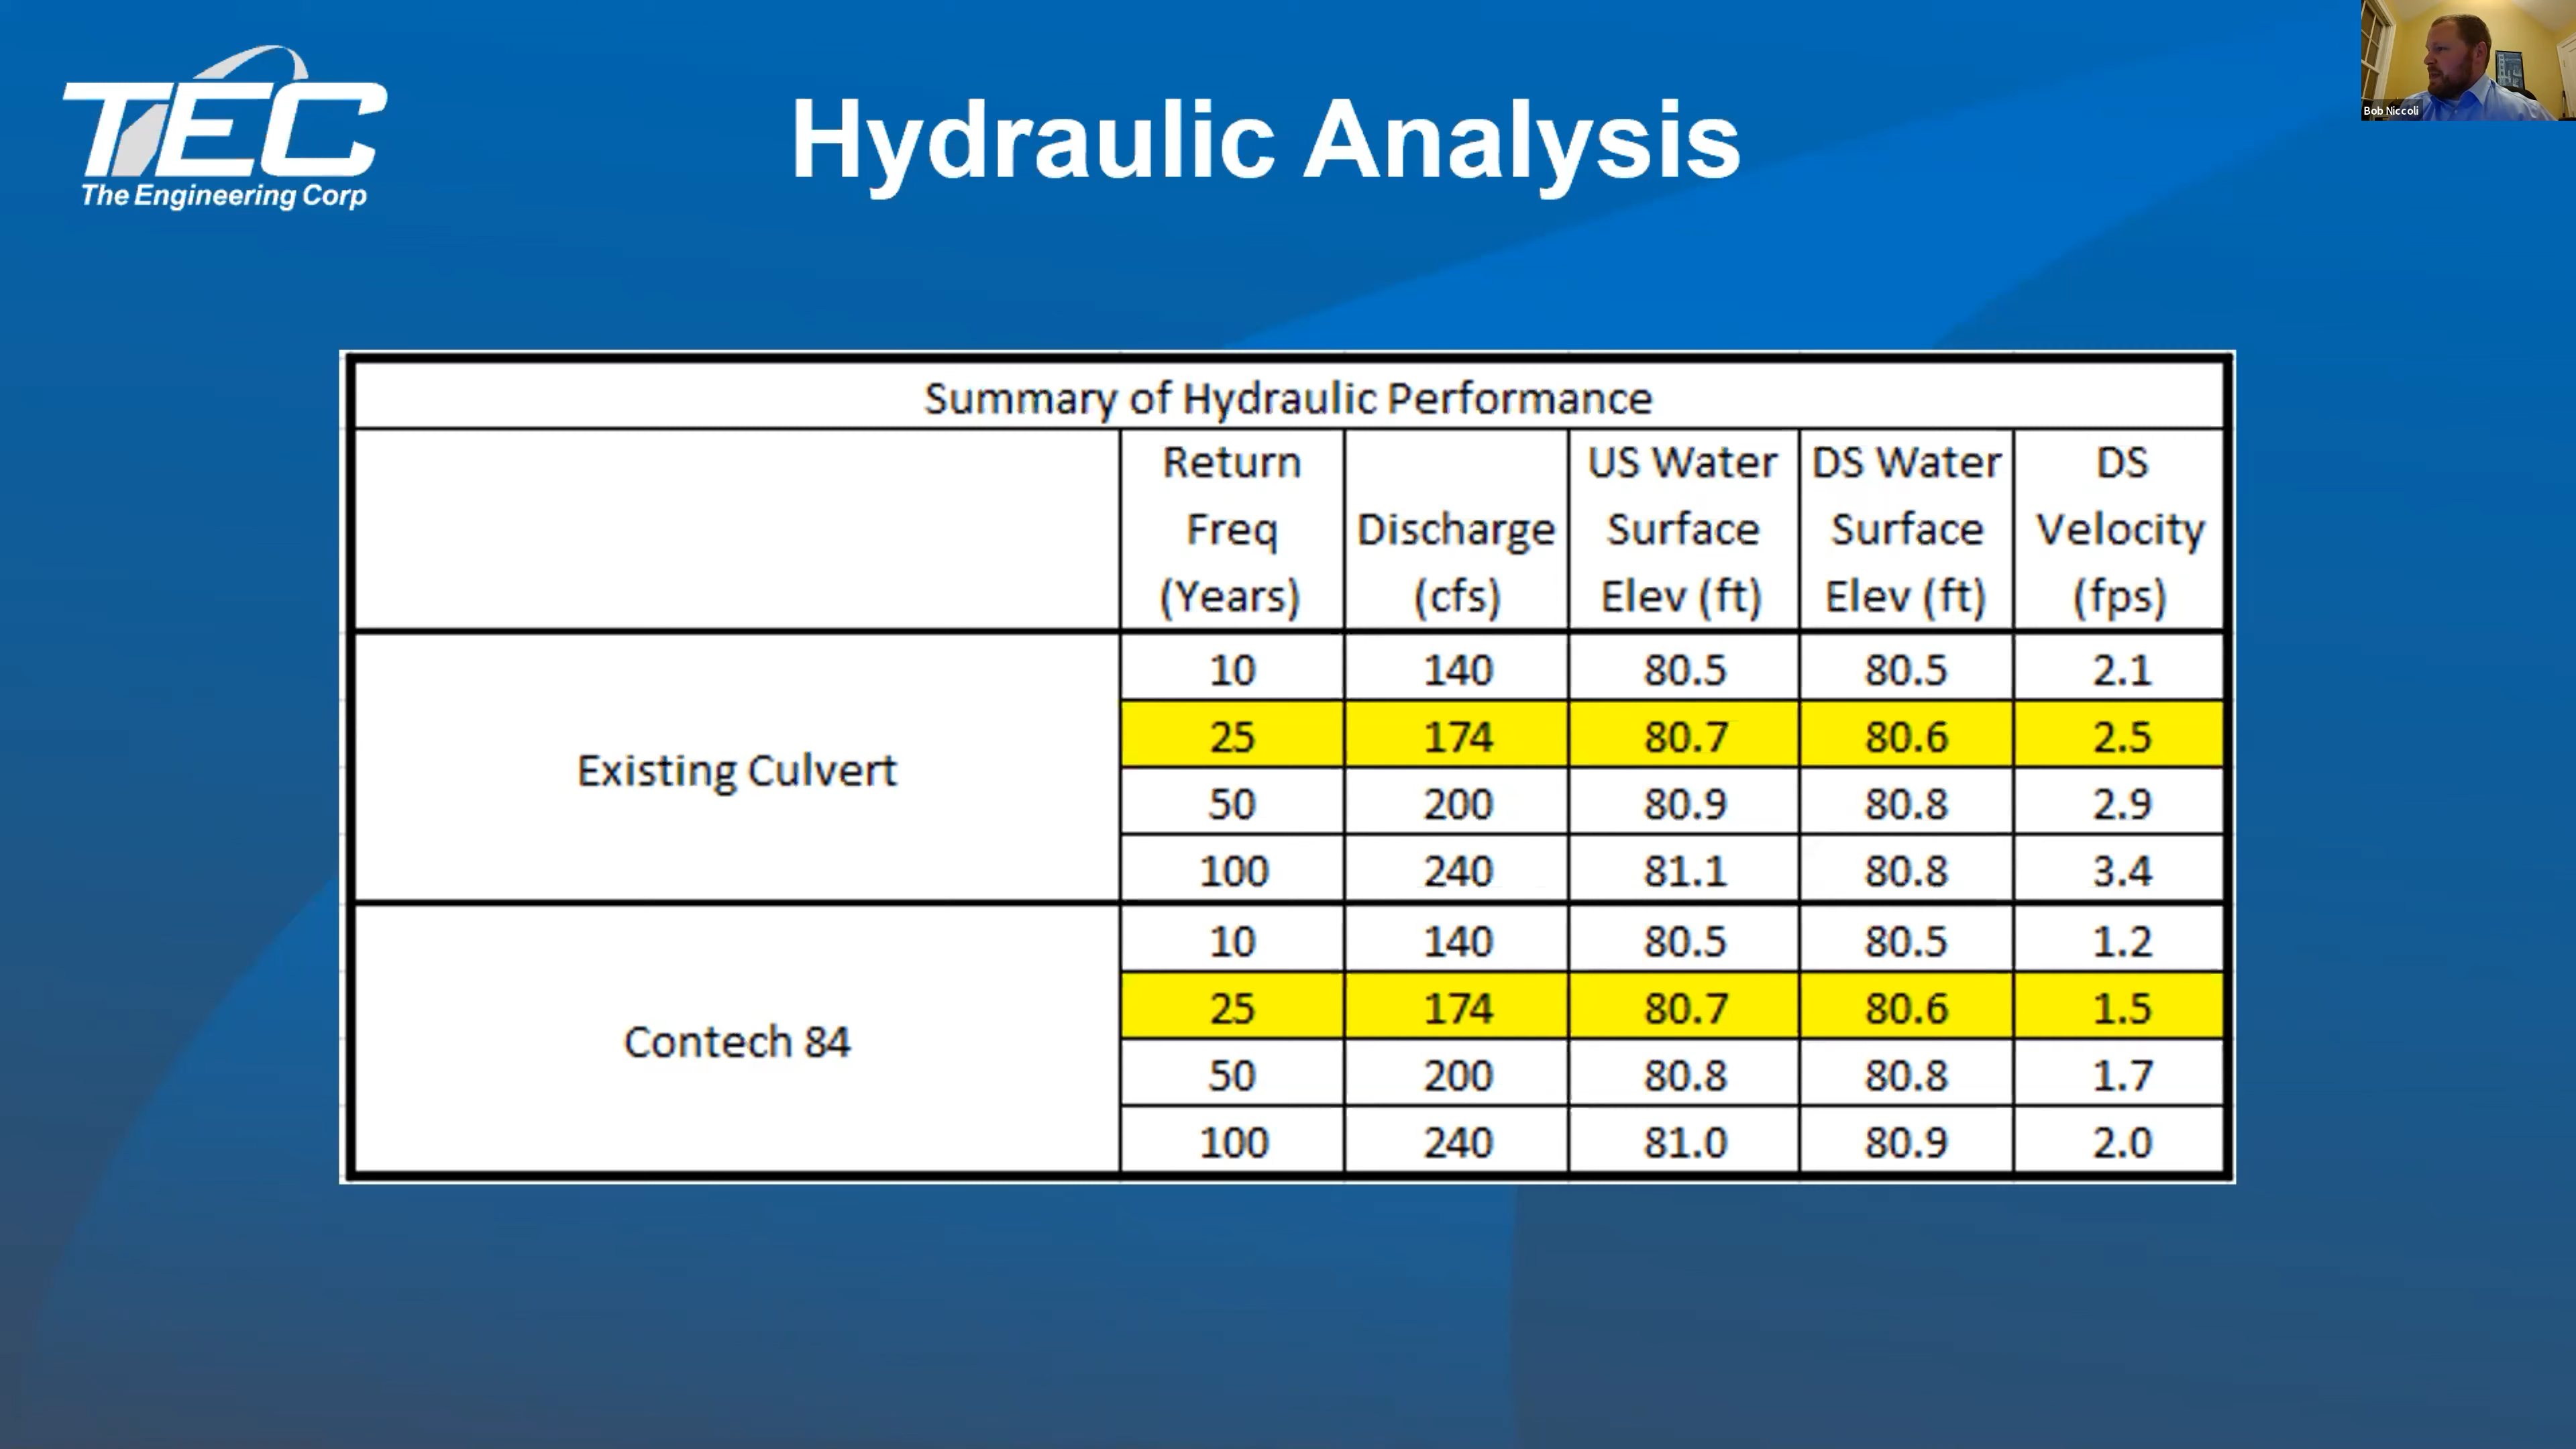 TEC
The Engineering Corp
Hydraulic Analysis
Bob Niccoli
Summary of Hydraulic Performance
Return Freq (Years) Discharge (cfs) US Water Surface Elev (ft) DS Water Surface Elev (ft) DS Velocity (fps)
Existing Culvert
10 140 80.5 80.5 2.1
25 174 80.7 80.6 2.5
50 200 80.9 80.8 2.9
100 240 81.1 80.8 3.4
Contech 84
10 140 80.5 80.5 1.2
25 174 80.7 80.6 1.5
50 200 80.8 80.8 1.7
100 240 81.0 80.9 2.0